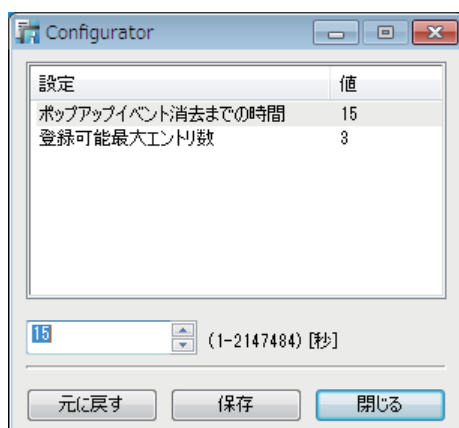 Configurator
設定 値
ポップアップイベント消去までの時間 15
登録可能最大エントリ数 3
15 (1-2147484) [秒]
元に戻す 保存 閉じる